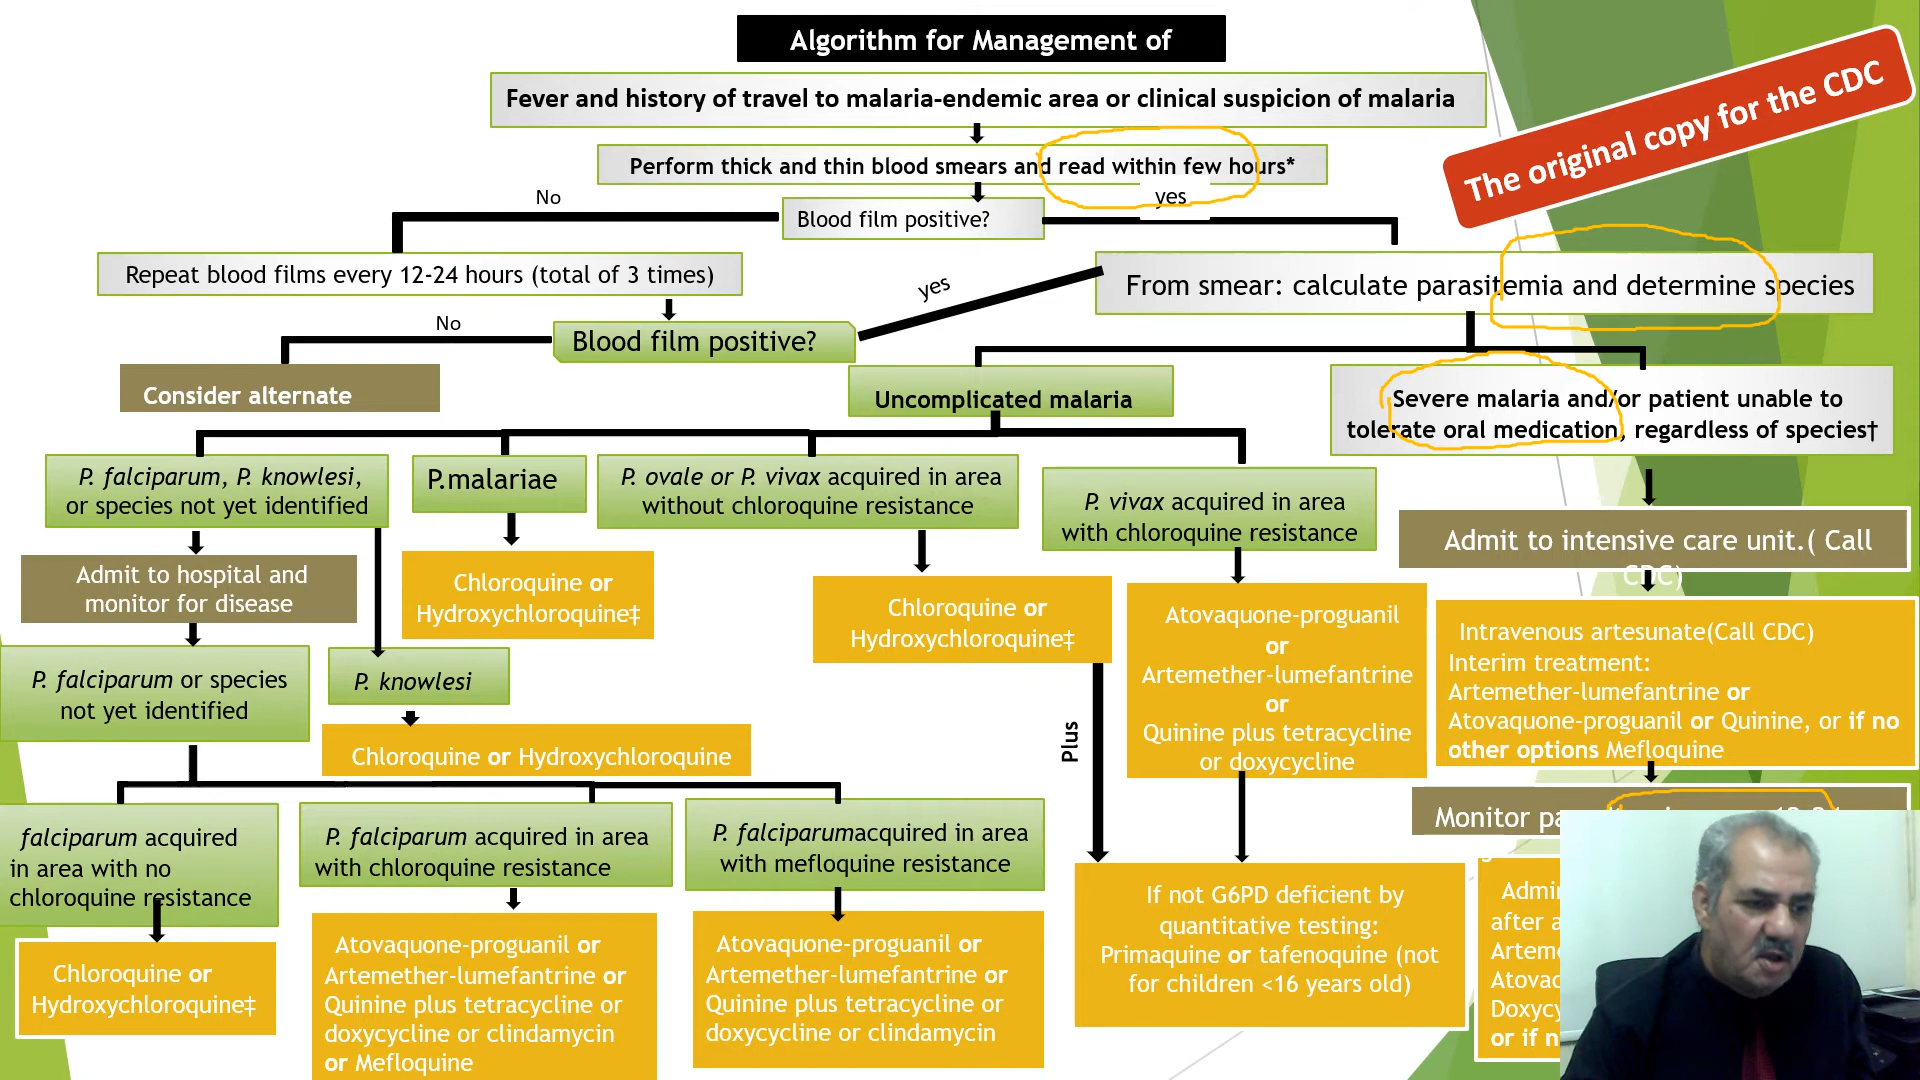 Algorithm for Management of
The original copy for the CDC
Fever and history of travel to malaria-endemic area or clinical suspicion of malaria
Perform thick and thin blood smears and read within few hours*
No
yes
Blood film positive?
Repeat blood films every 12-24 hours (total of 3 times)
yes
From smear: calculate parasitemia and determine species
No
Blood film positive?
Consider alternate
Uncomplicated malaria
Severe malaria and/or patient unable to
tolerate oral medication, regardless of species†
P. falciparum, P. knowlesi,
or species not yet identified
P.malariae
P. ovale or P. vivax acquired in area
without chloroquine resistance
P. vivax acquired in area
with chloroquine resistance
Admit to intensive care unit.( Call
CDC)
Admit to hospital and
monitor for disease
Chloroquine or
Hydroxychloroquine‡
Chloroquine or
Hydroxychloroquine‡
Atovaquone-proguanil
or
Artemether-lumefantrine
or
Quinine plus tetracycline
or doxycycline
Intravenous artesunate(Call CDC)
Interim treatment:
Artemether-lumefantrine or
Atovaquone-proguanil or Quinine, or if no
other options Mefloquine
P. falciparum or species
not yet identified
P. knowlesi
Chloroquine or Hydroxychloroquine
Plus
Monitor
falciparum acquired
in area with no
chloroquine resistance
P. falciparum acquired in area
with chloroquine resistance
P. falciparumacquired in area
with mefloquine resistance
If not G6PD deficient by
quantitative testing:
Primaquine or tafenoquine (not
for children <16 years old)
after
or if
Chloroquine or
Hydroxychloroquine‡
Atovaquone-proguanil or
Artemether-lumefantrine or
Quinine plus tetracycline or
doxycycline or clindamycin
or Mefloquine
Atovaquone-proguanil or
Artemether-lumefantrine or
Quinine plus tetracycline or
doxycycline or clindamycin